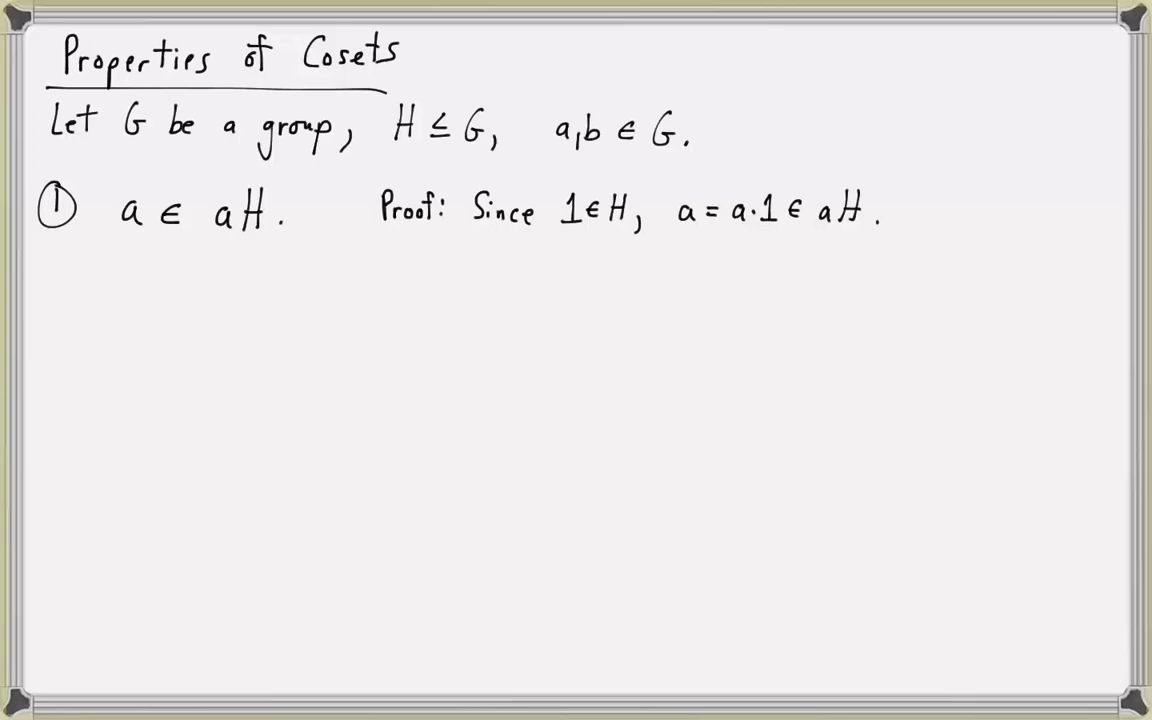 Properties of Cosets
Let G be a group, H ≤ G, a,b ∈ G.
① a ∈ aH. Proof: Since 1∈H, a = a·1 ∈ aH.